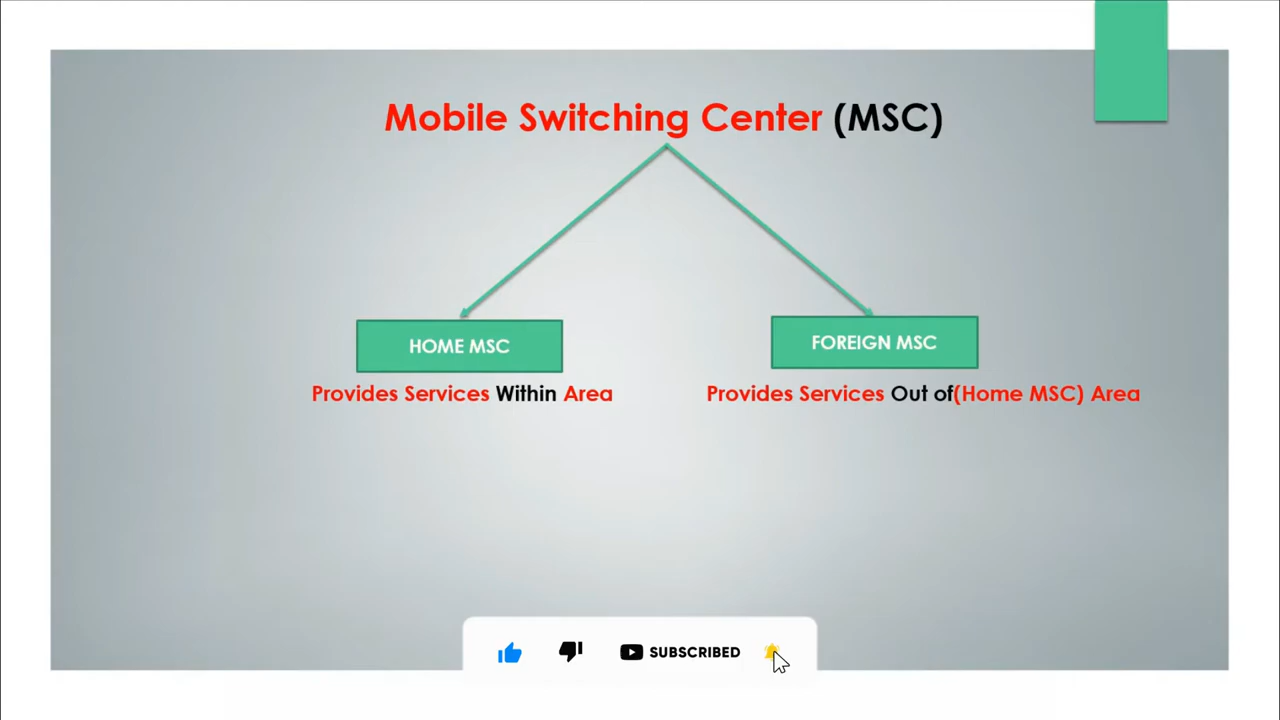 Mobile Switching Center (MSC)
HOME MSC
FOREIGN MSC
Provides Services Within Area
Provides Services Out of(Home MSC) Area
SUBSCRIBED